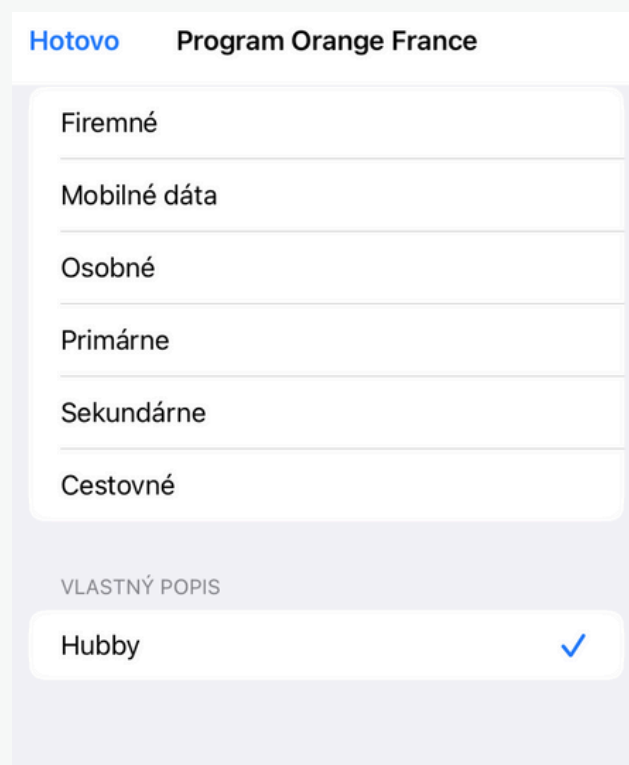 Hotovo Program Orange France
Firemné
Mobilné dáta
Osobné
Primárne
Sekundárne
Cestovné
VLASTNÝ POPIS
Hubby